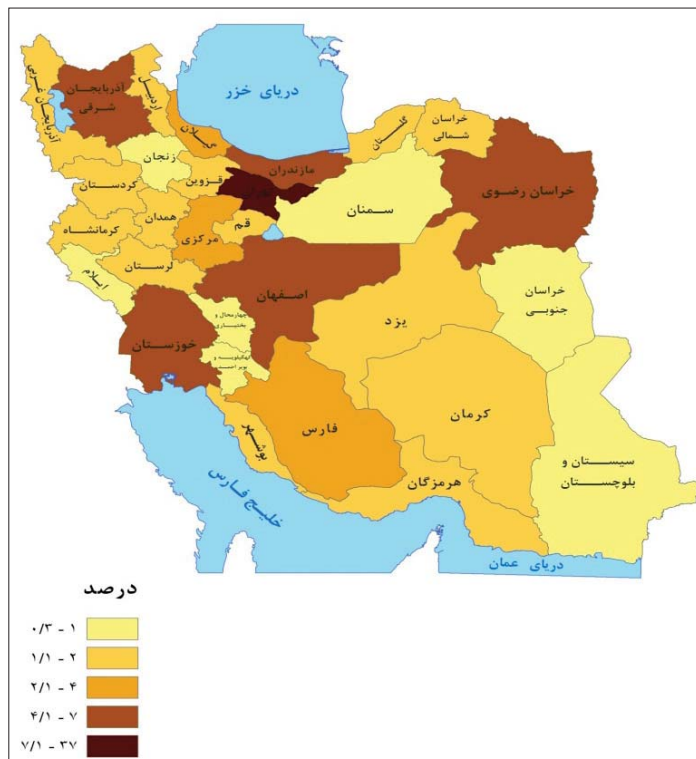 دریای خزر
آذربایجان
شرقی
آذربایجان غربی
اردبیل
گیلان
زنجان
مازندران
گلستان
خراسان
شمالی
خراسان رضوی
کردستان
قزوین
تهران
سمنان
همدان
کرمانشاه
مرکزی
قم
ایلام
لرستان
اصفهان
خراسان
جنوبی
یزد
چهارمحال و
بختیاری
خوزستان
کهگیلویه و
بویر احمد
فارس
کرمان
بوشهر
هرمزگان
سیستان و
بلوچستان
خلیج فارس
دریای عمان
درصد
۰/۳ - ۱
۱/۱ - ۲
۲/۱ - ۴
۴/۱ - ۷
۷/۱ - ۳۷